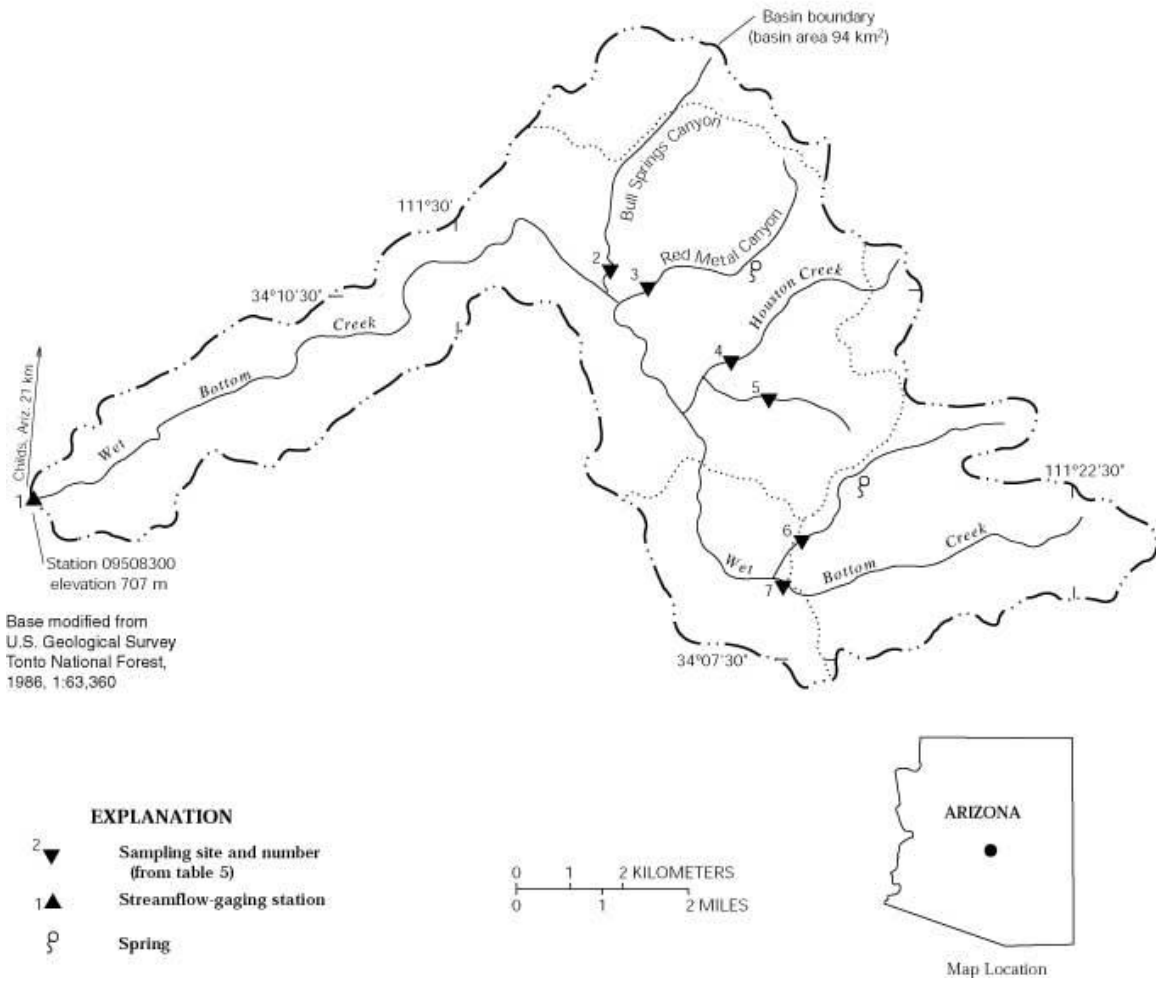 Basin boundary
(basin area 94 km²)
Bull Springs Canyon
111°30'
2
3
Red Metal Canyon
34°10'30"
Houston Creek
Creek
4
5
Childs, Ariz. 21 km
Bottom
Wet
1
111°22'30"
6
Wet
Bottom
Creek
7
Station 09508300
elevation 707 m
34°07'30"
Base modified from
U.S. Geological Survey
Tonto National Forest,
1986, 1:63,360
EXPLANATION
2 Sampling site and number
(from table 5)
1 Streamflow-gaging station
Spring
0 1 2 KILOMETERS
0 1 2 MILES
ARIZONA
Map Location